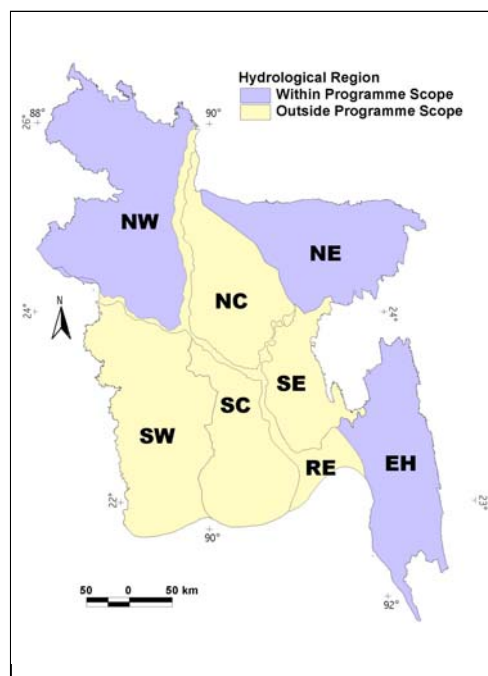 Hydrological Region
Within Programme Scope
Outside Programme Scope
88°
26°
90°
NW
NE
NC
24°
N
24°
SE
SC
SW
RE
EH
22°
23°
90°
50 0 50 km
92°